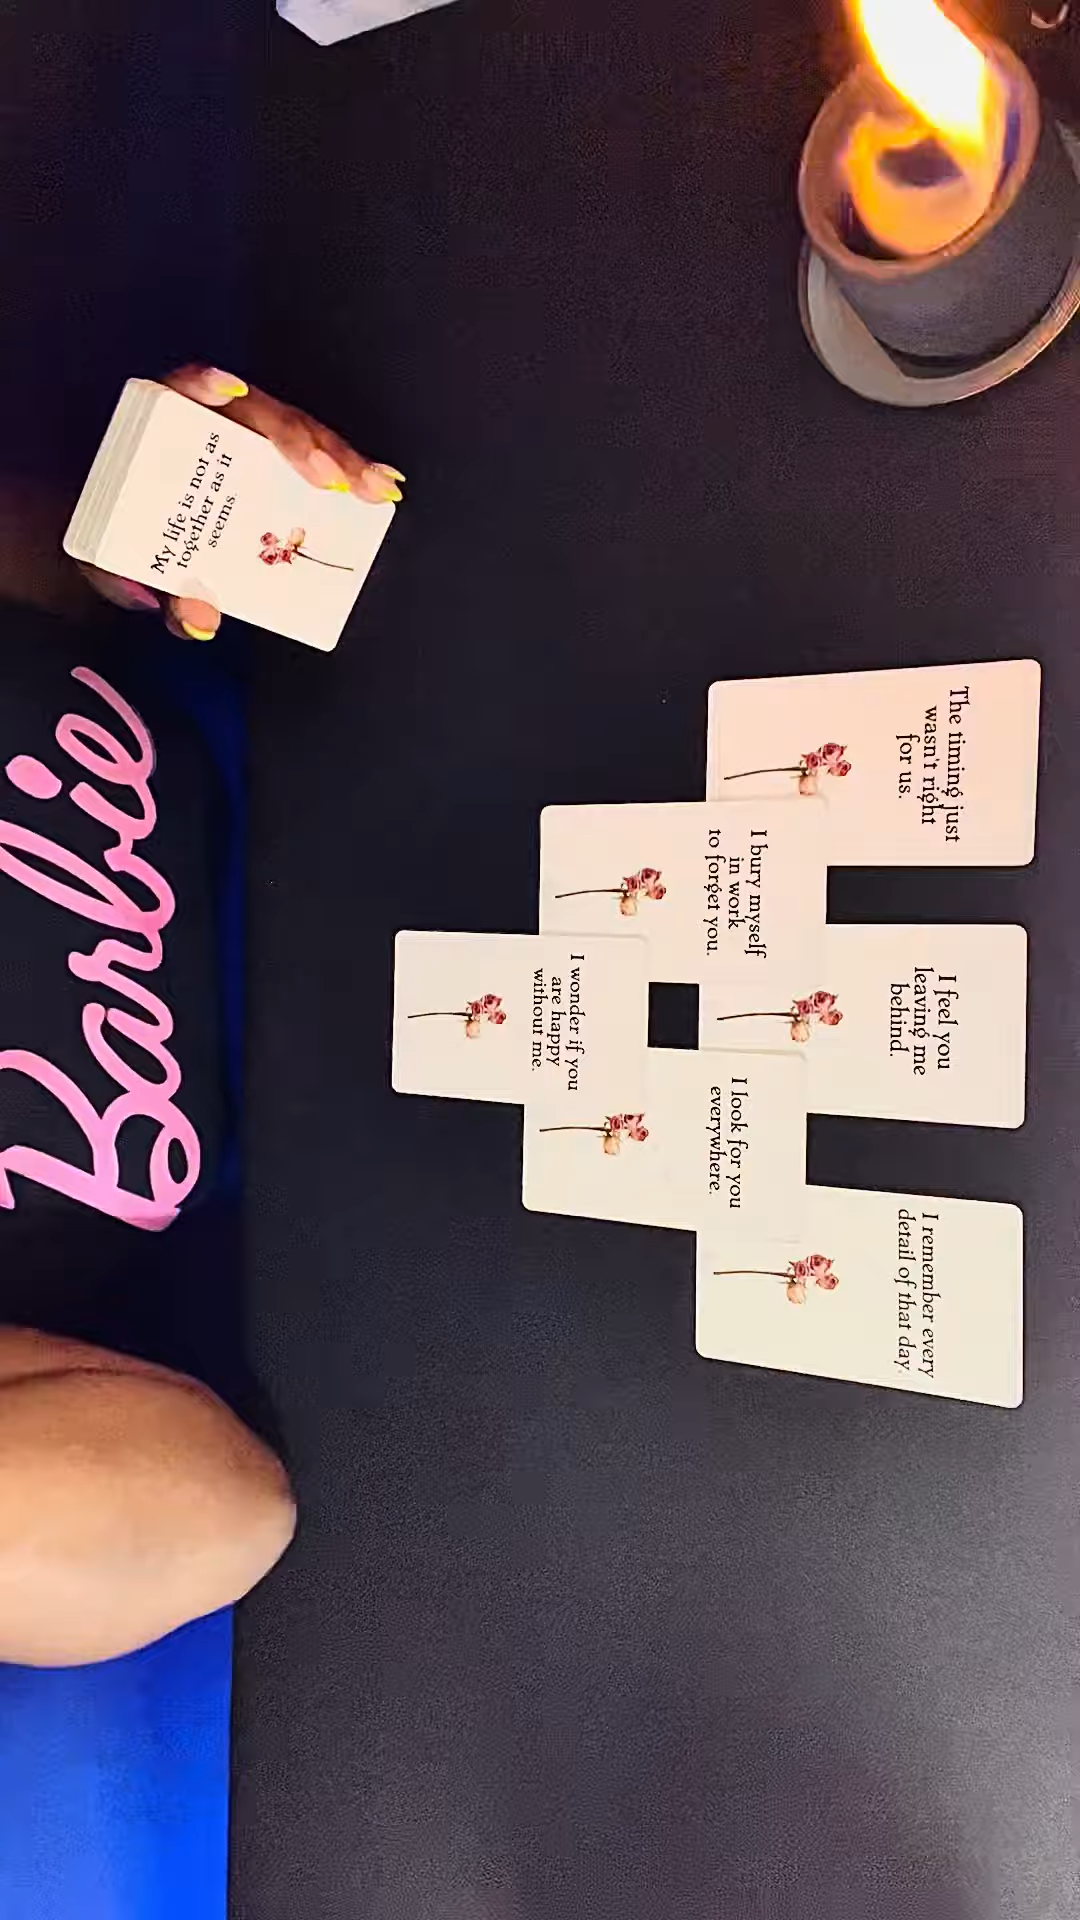 My life is not as
together as it
seems.
Barbie
The timing just
wasn't right
for us.
I bury myself
in work
to forget you.
I feel you
leaving me
behind.
I wonder if you
are happy
without me.
I look for you
everywhere.
I remember every
detail of that day.